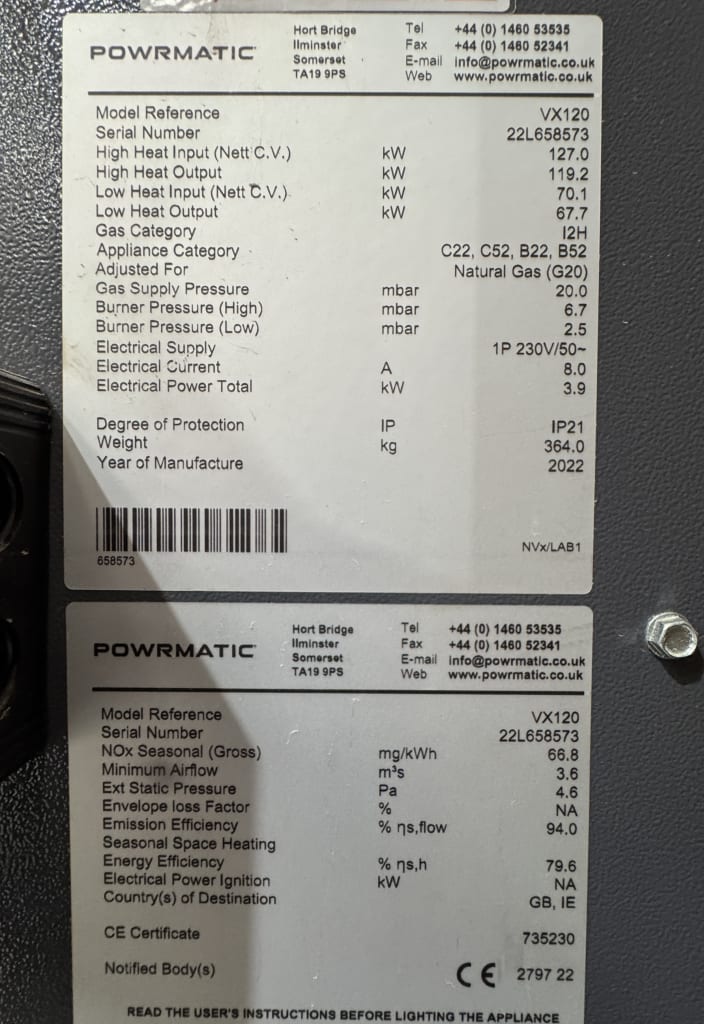 POWRMATIC
Hort Bridge
Ilminster
Somerset
TA19 9PS
Tel +44 (0) 1460 53535
Fax +44 (0) 1460 52341
E-mail info@powrmatic.co.uk
Web www.powrmatic.co.uk
Model Reference VX120
Serial Number 22L658573
High Heat Input (Nett C.V.) kW 127.0
High Heat Output kW 119.2
Low Heat Input (Nett C.V.) kW 70.1
Low Heat Output kW 67.7
Gas Category I2H
Appliance Category C22, C52, B22, B52
Adjusted For Natural Gas (G20)
Gas Supply Pressure mbar 20.0
Burner Pressure (High) mbar 6.7
Burner Pressure (Low) mbar 2.5
Electrical Supply 1P 230V/50~
Electrical Current A 8.0
Electrical Power Total kW 3.9
Degree of Protection IP IP21
Weight kg 364.0
Year of Manufacture 2022
658573
NVx/LAB1
POWRMATIC
Hort Bridge
Ilminster
Somerset
TA19 9PS
Tel +44 (0) 1460 53535
Fax +44 (0) 1460 52341
E-mail info@powrmatic.co.uk
Web www.powrmatic.co.uk
Model Reference VX120
Serial Number 22L658573
NOx Seasonal (Gross) mg/kWh 66.8
Minimum Airflow m³s 3.6
Ext Static Pressure Pa 4.6
Envelope loss Factor % NA
Emission Efficiency % ηs,flow 94.0
Seasonal Space Heating
Energy Efficiency % ηs,h 79.6
Electrical Power Ignition kW NA
Country(s) of Destination GB, IE
CE Certificate 735230
Notified Body(s) CE 2797 22
READ THE USER'S INSTRUCTIONS BEFORE LIGHTING THE APPLIANCE